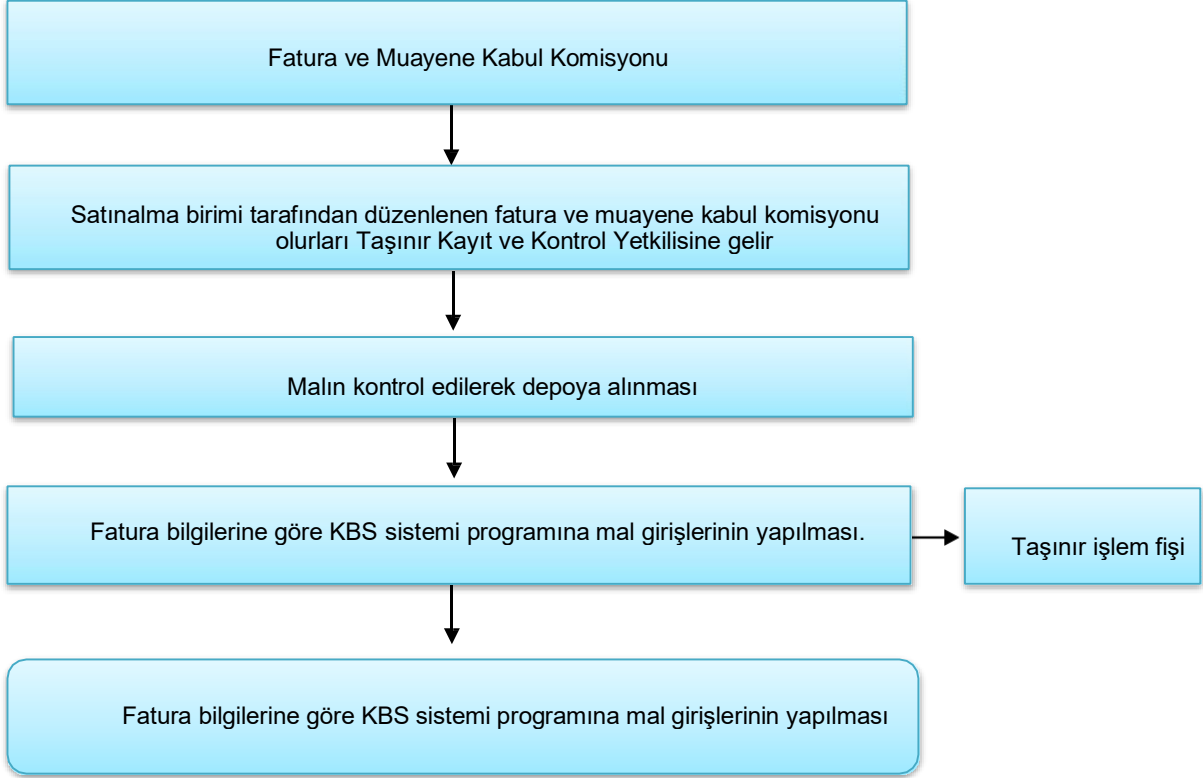 Fatura ve Muayene Kabul Komisyonu
Satınalma birimi tarafından düzenlenen fatura ve muayene kabul komisyonu
olurları Taşınır Kayıt ve Kontrol Yetkilisine gelir
Malın kontrol edilerek depoya alınması
Fatura bilgilerine göre KBS sistemi programına mal girişlerinin yapılması.
Taşınır işlem fişi
Fatura bilgilerine göre KBS sistemi programına mal girişlerinin yapılması